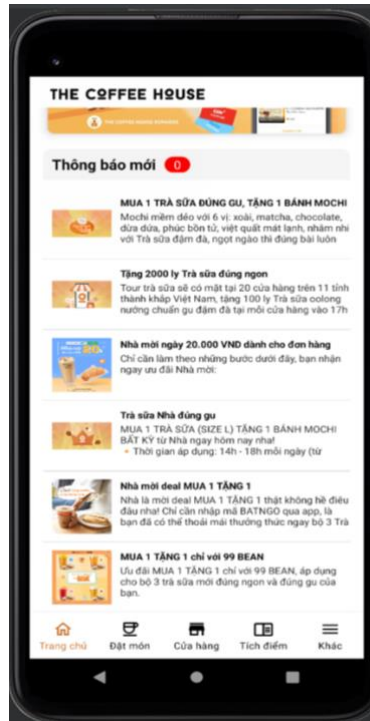 THE COFFEE HOUSE
THE COFFEE HOUSE
Thông báo mới 0
MUA 1 TRÀ SỮA ĐÚNG GU, TẶNG 1 BÁNH MOCHI
Mochi mềm dẻo với 6 vị: xoài, matcha, chocolate,
dừa dứa, phúc bồn tử, việt quất mát lạnh, nhâm nhi
với Trà sữa đậm đà, ngọt ngào thì đúng bài luôn
Tặng 2000 ly Trà sữa đúng ngon
Tour trà sữa sẽ có mặt tại 20 cửa hàng trên 11 tỉnh
thành khắp Việt Nam, tặng 100 ly Trà sữa oolong
nướng chuẩn gu đậm đà tại mỗi cửa hàng vào 17h
Nhà mời ngày 20.000 VNĐ dành cho đơn hàng
Chỉ cần làm theo những bước dưới đây, bạn nhận
ngay ưu đãi Nhà mời:
Trà sữa Nhà đúng gu
MUA 1 TRÀ SỮA (SIZE L) TẶNG 1 BÁNH MOCHI
BẤT KỲ từ Nhà ngay hôm nay nha!
• Thời gian áp dụng: 14h - 18h mỗi ngày (từ
Nhà mời deal MUA 1 TẶNG 1
Nhà là mời deal MUA 1 TẶNG 1 thật không hề điêu
đâu nha! Chỉ cần nhập mã BATNGO qua app, là
bạn đã có thể thoải mái thưởng thức ngay bộ 3 Trà
MUA 1 TẶNG 1 chỉ với 99 BEAN
Ưu đãi MUA 1 TẶNG 1 chỉ với 99 BEAN, áp dụng
cho bộ 3 trà sữa mới đúng ngon và đúng gu của
bạn.
Trang chủ Đặt món Cửa hàng Tích điểm Khác